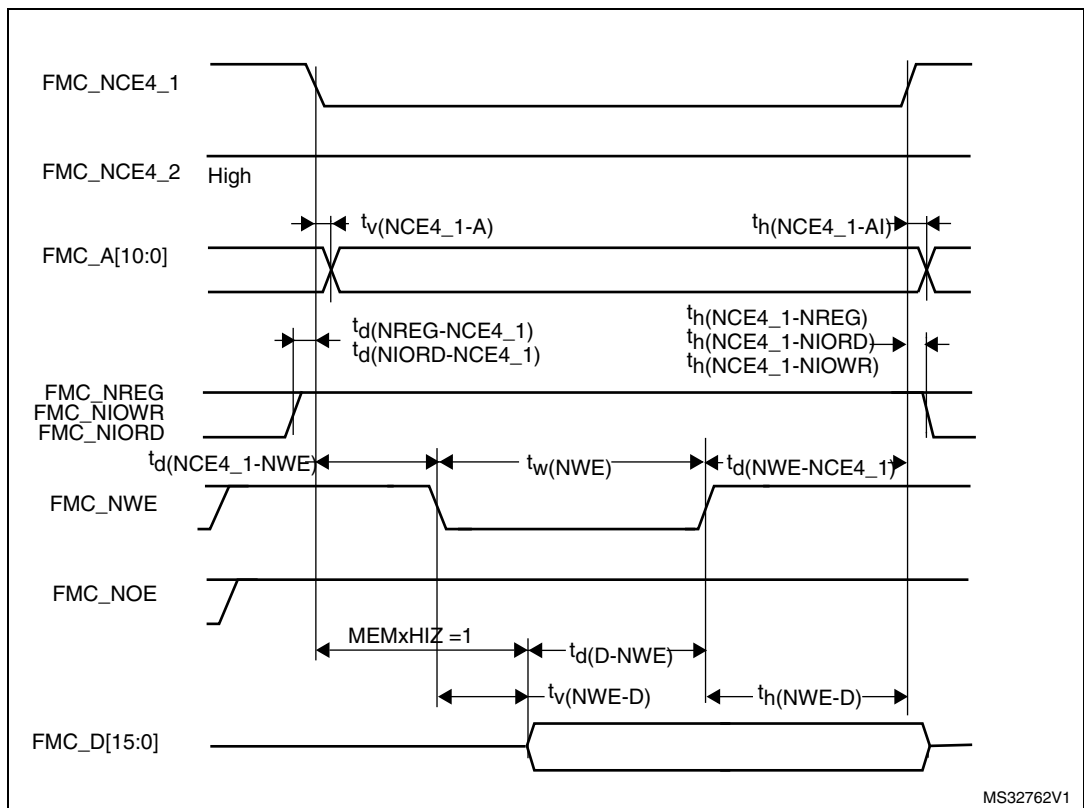 FMC_NCE4_1
FMC_NCE4_2 High
tv(NCE4_1-A)
th(NCE4_1-AI)
FMC_A[10:0]
td(NREG-NCE4_1)
td(NIORD-NCE4_1)
th(NCE4_1-NREG)
th(NCE4_1-NIORD)
th(NCE4_1-NIOWR)
FMC_NREG
FMC_NIOWR
FMC_NIORD
td(NCE4_1-NWE)
tw(NWE)
td(NWE-NCE4_1)
FMC_NWE
FMC_NOE
MEMxHIZ =1
td(D-NWE)
tv(NWE-D)
th(NWE-D)
FMC_D[15:0]
MS32762V1